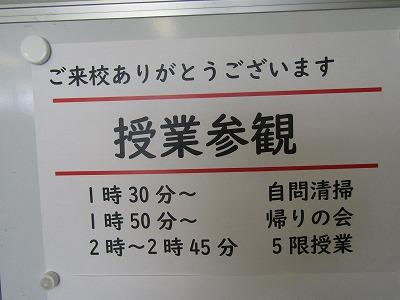 ご来校ありがとうございます
授業参観
1時30分～ 自問清掃
1時50分～ 帰りの会
2時～2時45分 5限授業